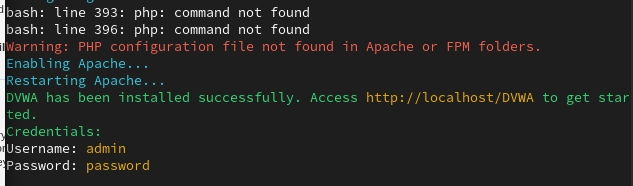 bash: line 393: php: command not found
bash: line 396: php: command not found
Warning: PHP configuration file not found in Apache or FPM folders.
Enabling Apache...
Restarting Apache...
DVWA has been installed successfully. Access http://localhost/DVWA to get star
ted.
Credentials:
Username: admin
Password: password